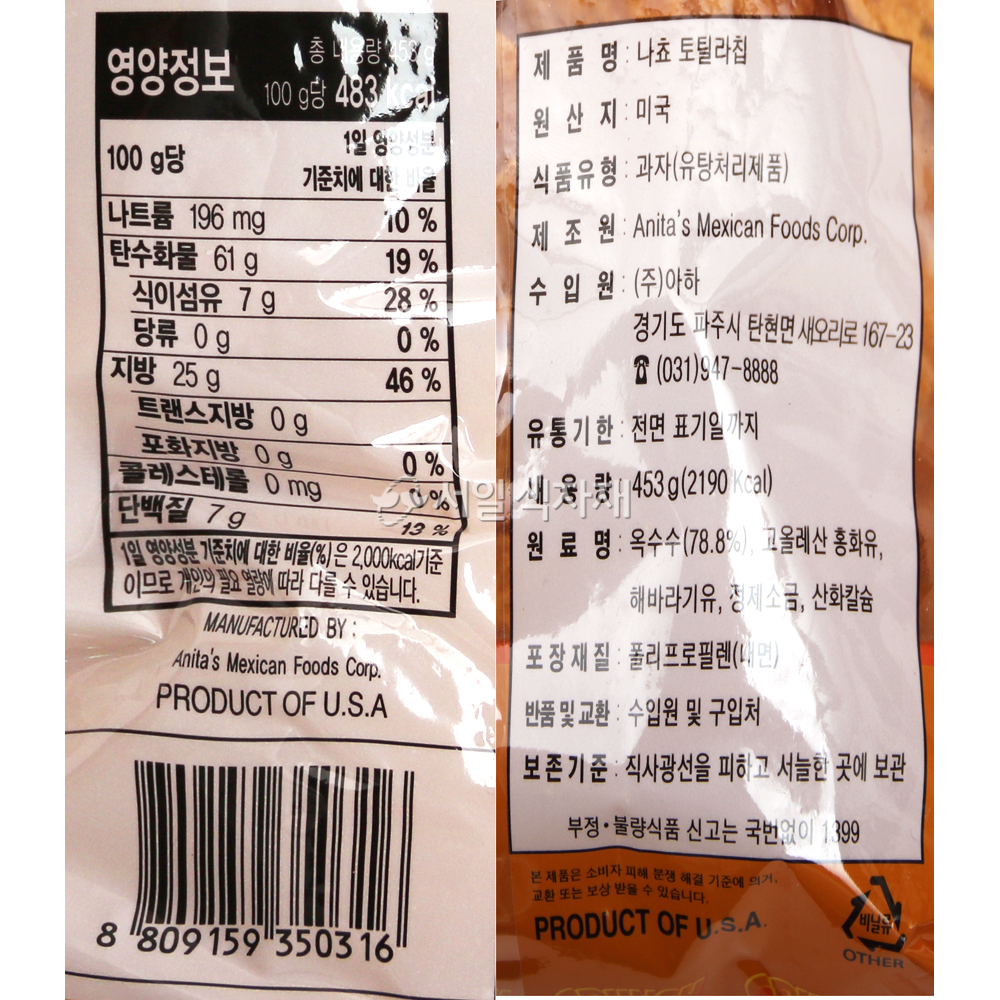 영양정보
총 내용량 453 g
100 g당 483 kcal
100 g당
1일 영양성분
기준치에 대한 비율
나트륨 196 mg 10 %
탄수화물 61 g 19 %
식이섬유 7 g 28 %
당류 0 g 0 %
지방 25 g 46 %
트랜스지방 0 g
포화지방 0 g 0 %
콜레스테롤 0 mg 0 %
단백질 7 g 13 %
1일 영양성분 기준치에 대한 비율(%)은 2,000kcal기준
이므로 개인의 필요 열량에 따라 다를 수 있습니다.
MANUFACTURED BY :
Anita's Mexican Foods Corp.
PRODUCT OF U.S.A
8 809159 350316
제품명 : 나쵸 토틸라칩
원산지 : 미국
식품유형 : 과자(유탕처리제품)
제조원 : Anita's Mexican Foods Corp.
수입원 : (주)아하
경기도 파주시 탄현면 새오리로 167-23
☎ (031)947-8888
유통기한 : 전면 표기일까지
내용량 : 453g(2190 Kcal)
원료명 : 옥수수(78.8%), 고올레산 홍화유,
해바라기유, 정제소금, 산화칼슘
포장재질 : 폴리프로필렌(내면)
반품및교환 : 수입원 및 구입처
보존기준 : 직사광선을 피하고 서늘한 곳에 보관
부정·불량식품 신고는 국번없이 1399
본 제품은 소비자 피해 분쟁 해결 기준에 의거,
교환 또는 보상 받을 수 있습니다.
PRODUCT OF U.S.A.
비닐류
OTHER
서일식자재